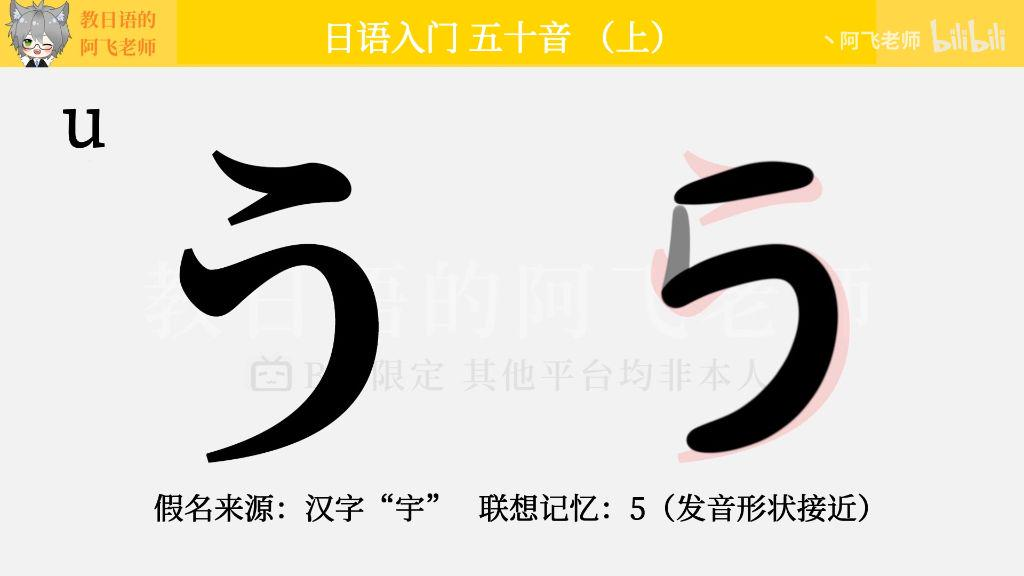 教日语的
阿飞老师
日语入门 五十音 （上）
丶阿飞老师 bilibili
u
う
教日语的阿飞老师
限定 其他平台均非本人
假名来源：汉字“宇” 联想记忆：5（发音形状接近）